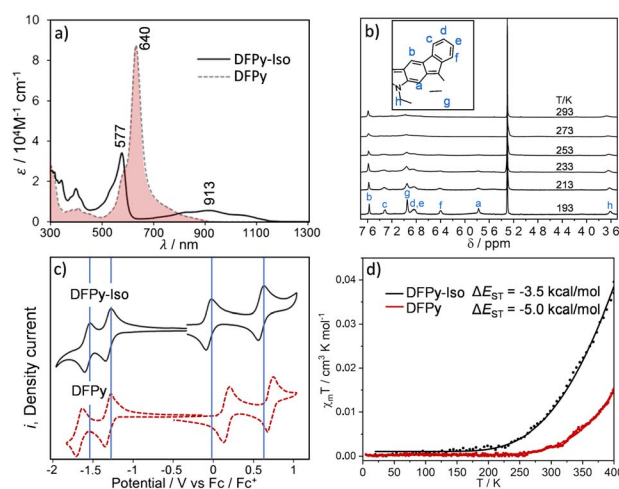 a)
640
DFPy-Iso
DFPy
577
913
ε / 10⁴M⁻¹ cm⁻¹
10
8
6
4
2
0
300 500 700 900 1100 1300
λ / nm
b)
d
c
e
b
f
a
N
h
g
T/K
293
273
253
233
213
193
b
c
g
d,e
f
a
h
7.6 7.2 6.8 6.4 6.0 5.6 5.2 4.8 4.4 4.0 3.6
δ / ppm
c)
DFPy-Iso
DFPy
i, Density current
-2 -1.5 -1 -0.5 0 0.5 1
Potential / V vs Fc / Fc⁺
d)
DFPy-Iso ΔE_ST = -3.5 kcal/mol
DFPy ΔE_ST = -5.0 kcal/mol
χₘT / cm³ K mol⁻¹
0.04
0.03
0.02
0.01
0.00
0 50 100 150 200 250 300 350 400
T / K